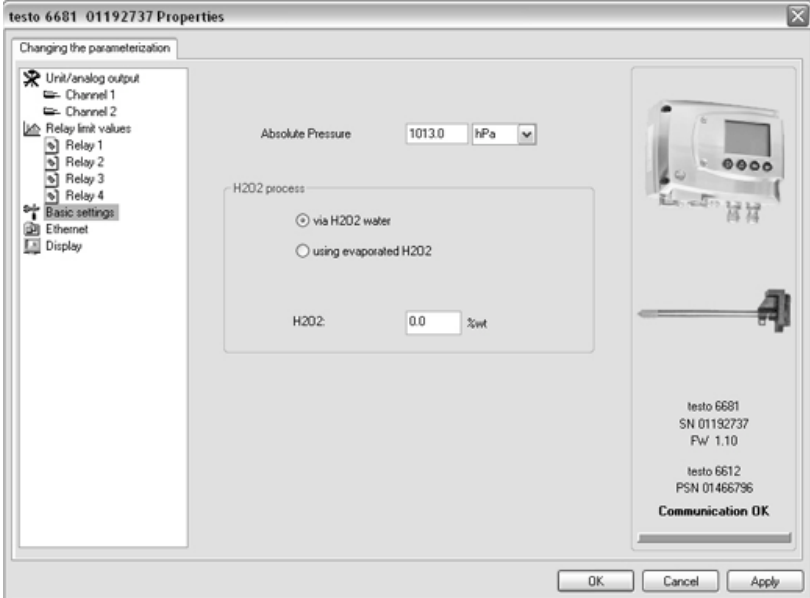 testo 6681 01192737 Properties
Changing the parameterization
Unit/analog output
Channel 1
Channel 2
Relay limit values
Relay 1
Relay 2
Relay 3
Relay 4
Basic settings
Ethernet
Display
Absolute Pressure 1013.0 hPa
H2O2 process
via H2O2 water
using evaporated H2O2
H2O2: 0.0 %wt
testo 6681
SN 01192737
FW 1.10
testo 6612
PSN 01466796
Communication OK
OK Cancel Apply